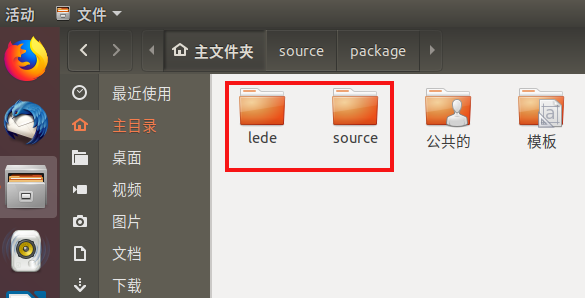 活动 文件
主文件夹 source package
最近使用
主目录
桌面
视频
图片
文档
下载
lede source 公共的 模板